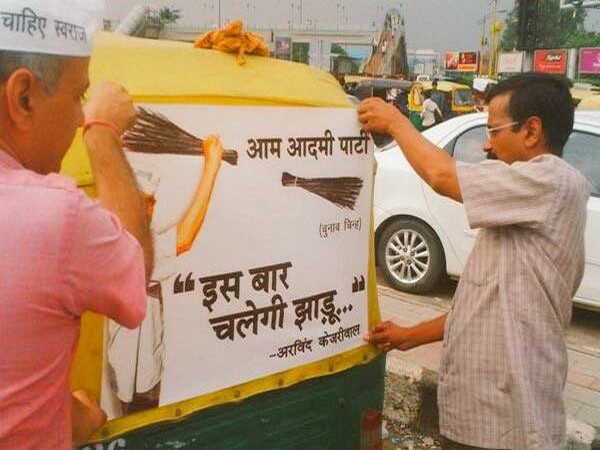 चाहिए स्वराज
आम आदमी पार्टी
(चुनाव चिन्ह)
“इस बार
चलेगी झाड़ू...”
–अरविंद केजरीवाल